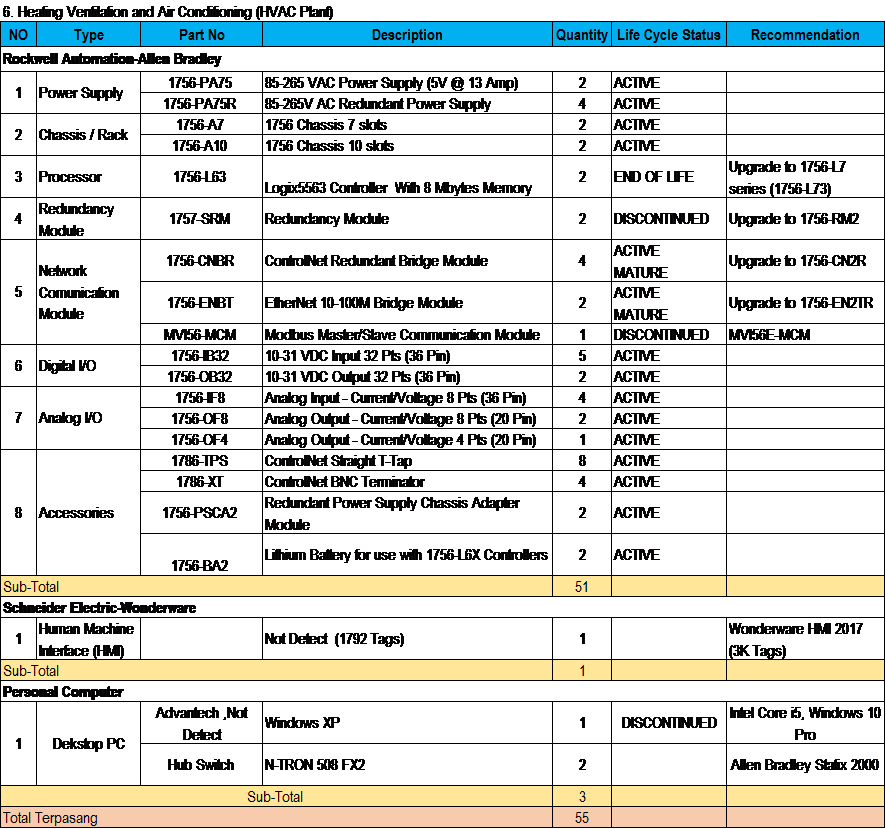 6. Heating Ventilation and Air Conditioning (HVAC Plant)
NO Type Part No Description Quantity Life Cycle Status Recommendation
Rockwell Automation-Allen Bradley
1 Power Supply 1756-PA75 85-265 VAC Power Supply (5V @ 13 Amp) 2 ACTIVE
1756-PA75R 85-265V AC Redundant Power Supply 4 ACTIVE
2 Chassis / Rack 1756-A7 1756 Chassis 7 slots 2 ACTIVE
1756-A10 1756 Chassis 10 slots 2 ACTIVE
3 Processor 1756-L63 Logix5563 Controller With 8 Mbytes Memory 2 END OF LIFE Upgrade to 1756-L7
series (1756-L73)
4 Redundancy
Module 1757-SRM Redundancy Module 2 DISCONTINUED Upgrade to 1756-RM2
5 Network
Comunication
Module 1756-CNBR ControlNet Redundant Bridge Module 4 ACTIVE
MATURE Upgrade to 1756-CN2R
1756-ENBT EtherNet 10-100M Bridge Module 2 ACTIVE
MATURE Upgrade to 1756-EN2TR
MVI56-MCM Modbus Master/Slave Communication Module 1 DISCONTINUED MVI56E-MCM
6 Digital I/O 1756-IB32 10-31 VDC Input 32 Pts (36 Pin) 5 ACTIVE
1756-OB32 10-31 VDC Output 32 Pts (36 Pin) 2 ACTIVE
7 Analog I/O 1756-IF8 Analog Input - Current/Voltage 8 Pts (36 Pin) 4 ACTIVE
1756-OF8 Analog Output - Current/Voltage 8 Pts (20 Pin) 2 ACTIVE
1756-OF4 Analog Output - Current/Voltage 4 Pts (20 Pin) 1 ACTIVE
8 Accessories 1786-TPS ControlNet Straight T-Tap 8 ACTIVE
1786-XT ControlNet BNC Terminator 4 ACTIVE
1756-PSCA2 Redundant Power Supply Chassis Adapter
Module 2 ACTIVE
1756-BA2 Lithium Battery for use with 1756-L6X Controllers 2 ACTIVE
Sub-Total 51
Schneider Electric-Wonderware
1 Human Machine
Interface (HMI) Not Detect (1792 Tags) 1 Wonderware HMI 2017
(3K Tags)
Sub-Total 1
Personal Computer
1 Dekstop PC Advantech ,Not
Detect Windows XP 1 DISCONTINUED Intel Core i5, Windows 10
Pro
Hub Switch N-TRON 508 FX2 2 Allen Bradley Statix 2000
Sub-Total 3
Total Terpasang 55